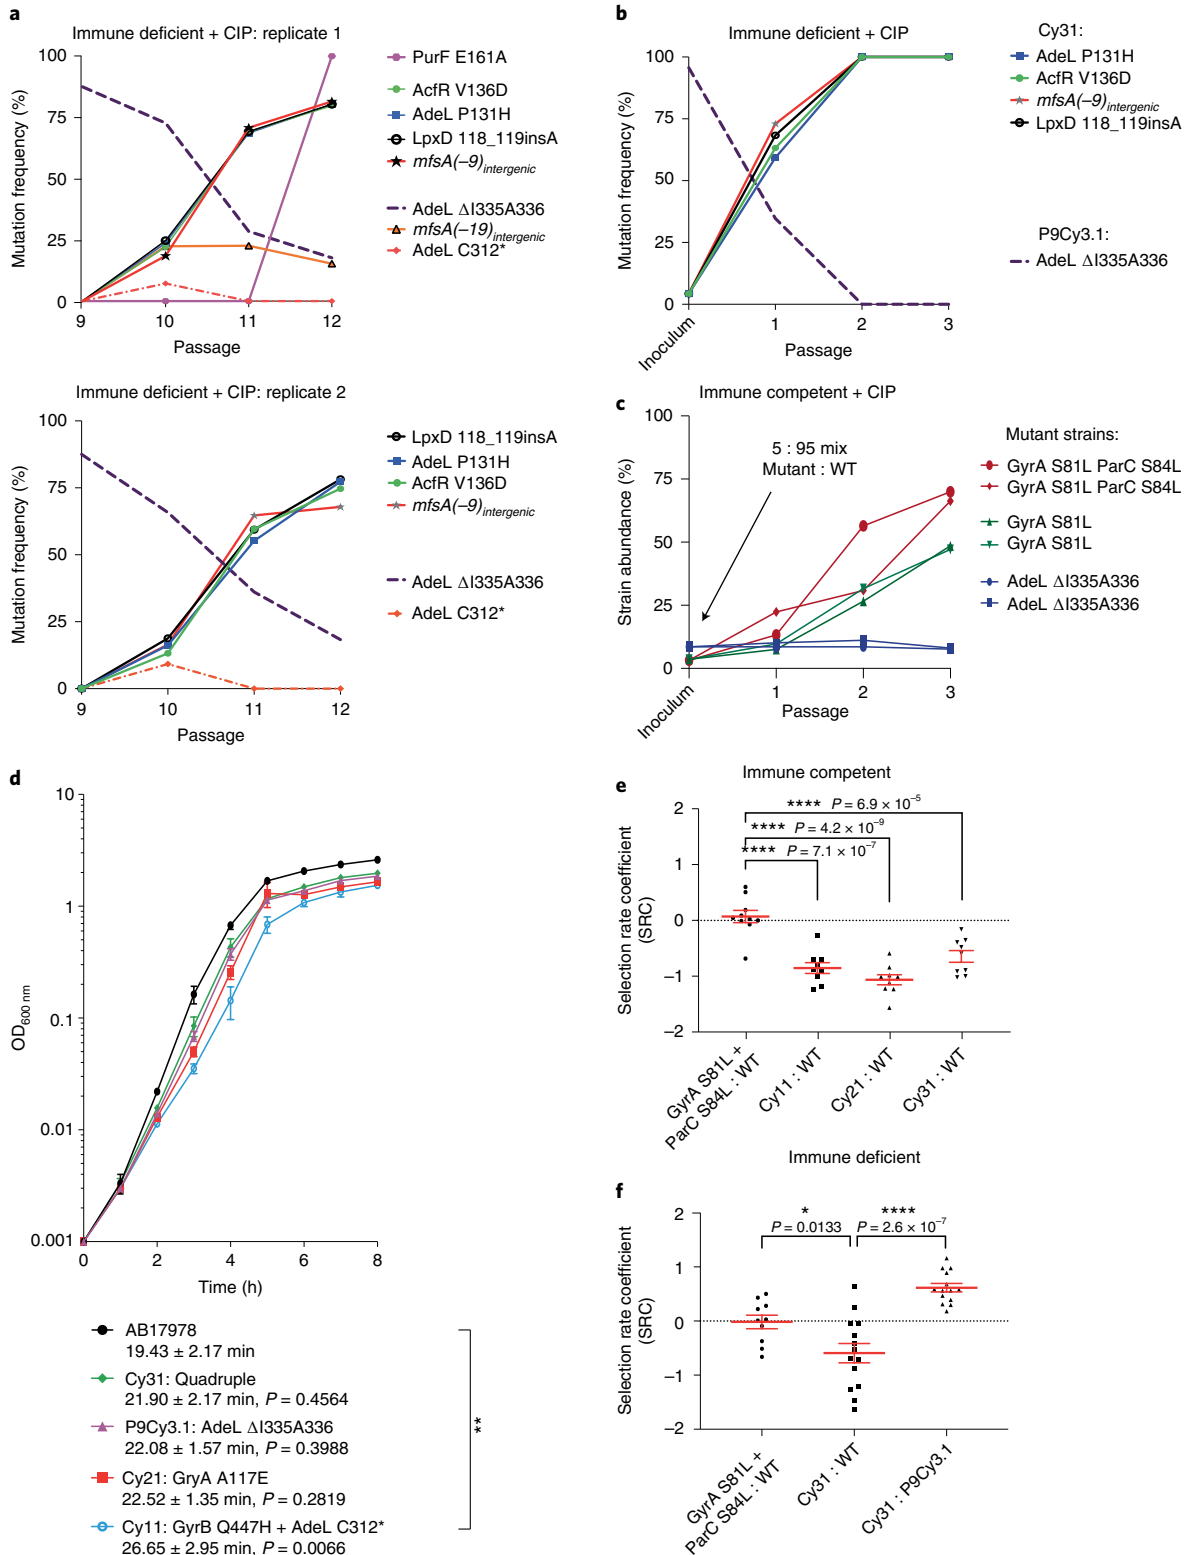 a
Immune deficient + CIP: replicate 1
100
75
50
25
0
Mutation frequency (%)
9
10
11
12
Passage
PurF E161A
AcfR V136D
AdeL P131H
LpxD 118_119insA
mfsA(–9)intergenic
AdeL ΔI335A336
mfsA(–19)intergenic
AdeL C312*
Immune deficient + CIP: replicate 2
100
75
50
25
0
Mutation frequency (%)
9
10
11
12
Passage
LpxD 118_119insA
AdeL P131H
AcfR V136D
mfsA(–9)intergenic
AdeL ΔI335A336
AdeL C312*
b
Immune deficient + CIP
100
75
50
25
0
Mutation frequency (%)
Inoculum
1
2
3
Passage
Cy31:
AdeL P131H
AcfR V136D
mfsA(–9)intergenic
LpxD 118_119insA
P9Cy3.1:
AdeL ΔI335A336
c
Immune competent + CIP
100
75
50
25
0
Strain abundance (%)
5 : 95 mix
Mutant : WT
Inoculum
1
2
3
Passage
Mutant strains:
GyrA S81L ParC S84L
GyrA S81L ParC S84L
GyrA S81L
GyrA S81L
AdeL ΔI335A336
AdeL ΔI335A336
d
10
1
0.1
0.01
0.001
OD600 nm
0
2
4
6
8
Time (h)
AB17978
19.43 ± 2.17 min
Cy31: Quadruple
21.90 ± 2.17 min, P = 0.4564
P9Cy3.1: AdeL ΔI335A336
22.08 ± 1.57 min, P = 0.3988
Cy21: GryA A117E
22.52 ± 1.35 min, P = 0.2819
Cy11: GyrB Q447H + AdeL C312*
26.65 ± 2.95 min, P = 0.0066
**
e
Immune competent
2
1
0
–1
–2
Selection rate coefficient
(SRC)
**** P = 6.9 × 10–5
**** P = 4.2 × 10–9
**** P = 7.1 × 10–7
GyrA S81L +
ParC S84L : WT
Cy11 : WT
Cy21 : WT
Cy31 : WT
f
Immune deficient
2
1
0
–1
–2
Selection rate coefficient
(SRC)
*
P = 0.0133
****
P = 2.6 × 10–7
GyrA S81L +
ParC S84L : WT
Cy31 : WT
Cy31 : P9Cy3.1